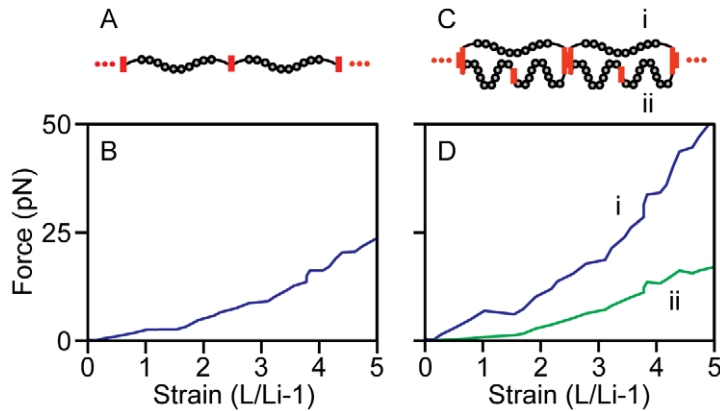 A
C
i
ii
B
D
50
25
0
Force (pN)
i
ii
0 1 2 3 4 5
0 1 2 3 4 5
Strain (L/Li-1)
Strain (L/Li-1)